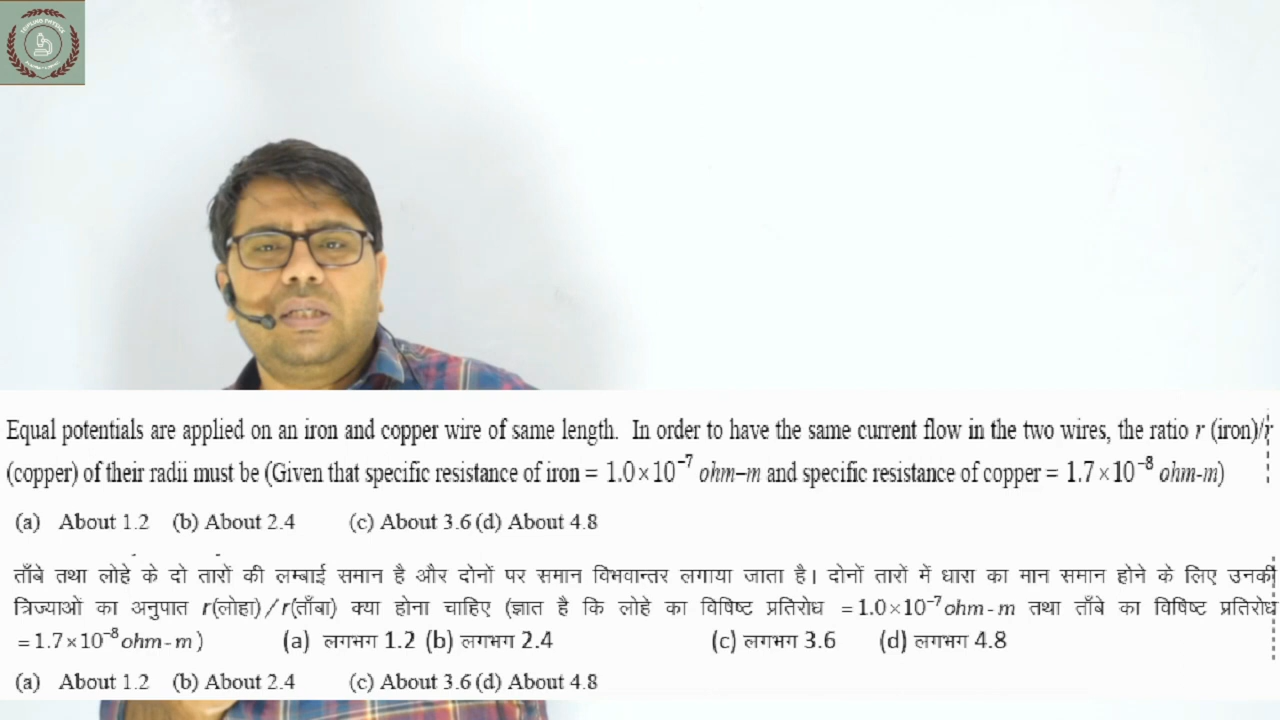 Equal potentials are applied on an iron and copper wire of same length. In order to have the same current flow in the two wires, the ratio r (iron)/r
(copper) of their radii must be (Given that specific resistance of iron = 1.0×10⁻⁷ ohm–m and specific resistance of copper = 1.7×10⁻⁸ ohm-m)
(a) About 1.2 (b) About 2.4 (c) About 3.6 (d) About 4.8
ताँबे तथा लोहे के दो तारों की लम्बाई समान है और दोनों पर समान विभवान्तर लगाया जाता है। दोनों तारों में धारा का मान समान होने के लिए उनकी
त्रिज्याओं का अनुपात r(लोहा)/r(ताँबा) क्या होना चाहिए (ज्ञात है कि लोहे का विषिष्ट प्रतिरोध =1.0×10⁻⁷ ohm-m तथा ताँबे का विषिष्ट प्रतिरोध
=1.7×10⁻⁸ ohm-m) (a) लगभग 1.2 (b) लगभग 2.4 (c) लगभग 3.6 (d) लगभग 4.8
(a) About 1.2 (b) About 2.4 (c) About 3.6 (d) About 4.8